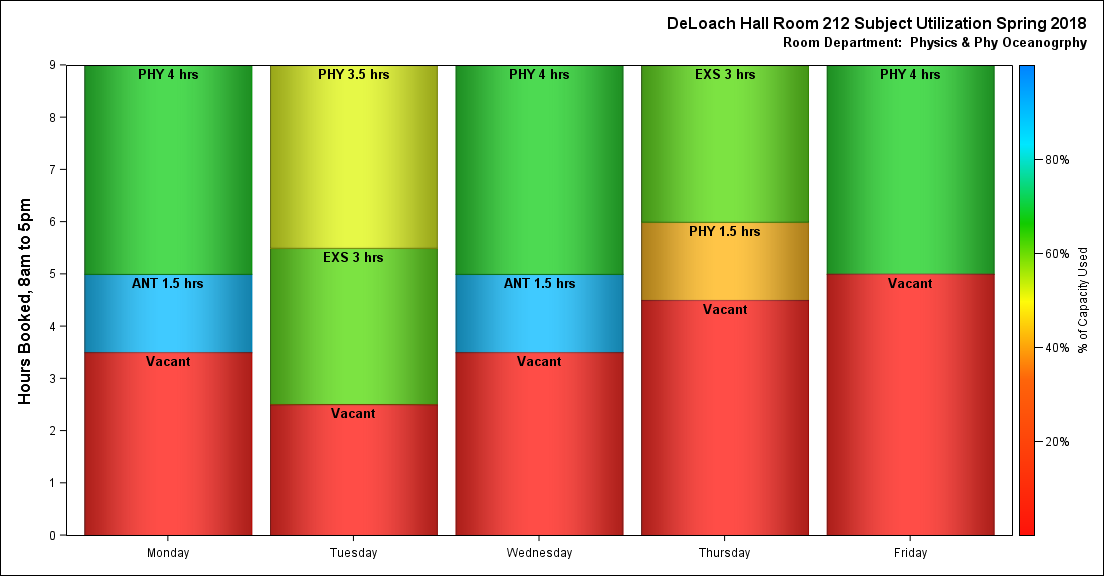 DeLoach Hall Room 212 Subject Utilization Spring 2018
Room Department: Physics & Phy Oceanogrphy
Hours Booked, 8am to 5pm
9
8
7
6
5
4
3
2
1
0
PHY 4 hrs
ANT 1.5 hrs
Vacant
PHY 3.5 hrs
EXS 3 hrs
Vacant
PHY 4 hrs
ANT 1.5 hrs
Vacant
EXS 3 hrs
PHY 1.5 hrs
Vacant
PHY 4 hrs
Vacant
Monday
Tuesday
Wednesday
Thursday
Friday
80%
60%
40%
20%
% of Capacity Used